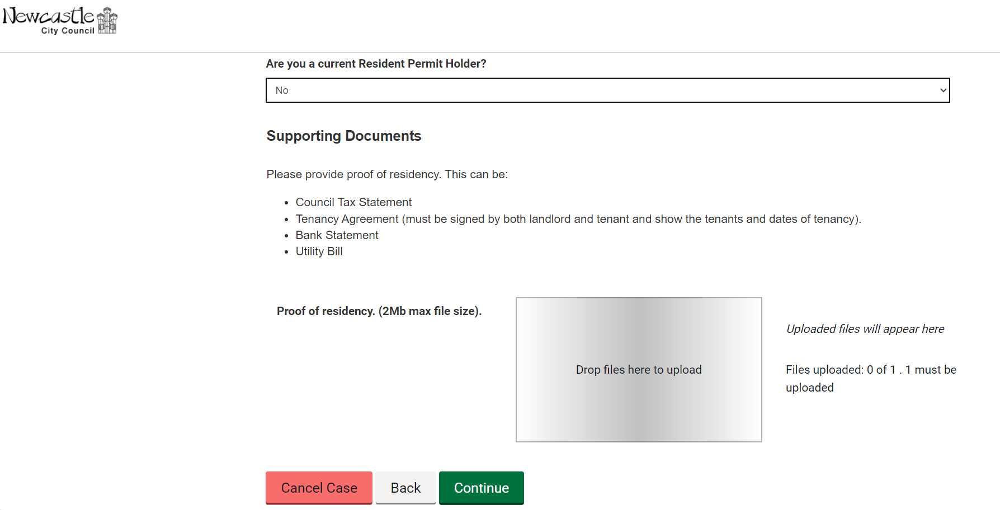 Newcastle
City Council
Are you a current Resident Permit Holder?
No
Supporting Documents
Please provide proof of residency. This can be:
• Council Tax Statement
• Tenancy Agreement (must be signed by both landlord and tenant and show the tenants and dates of tenancy).
• Bank Statement
• Utility Bill
Proof of residency. (2Mb max file size).
Drop files here to upload
Uploaded files will appear here
Files uploaded: 0 of 1 . 1 must be
uploaded
Cancel Case
Back
Continue